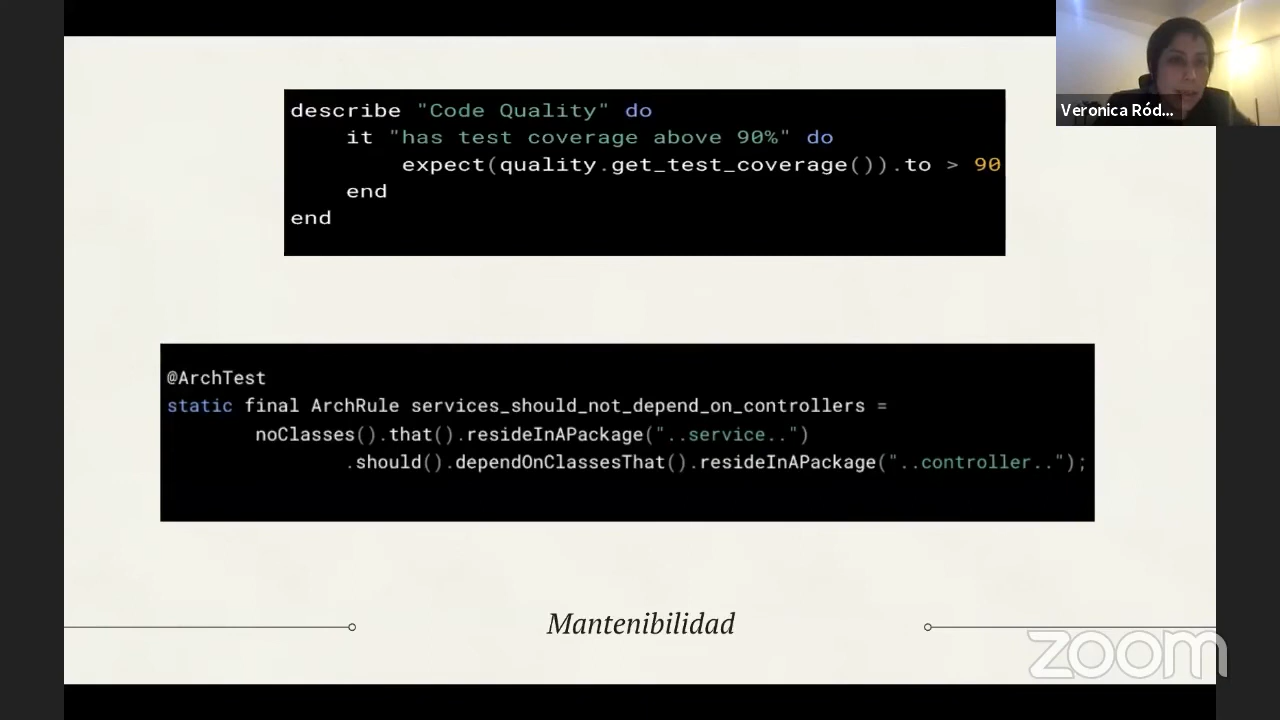 describe "Code Quality" do
it "has test coverage above 90%" do
expect(quality.get_test_coverage()).to > 90
end
end
Veronica Ród...
@ArchTest
static final ArchRule services_should_not_depend_on_controllers =
noClasses().that().resideInAPackage("..service..")
.should().dependOnClassesThat().resideInAPackage("..controller..");
Mantenibilidad
zoom